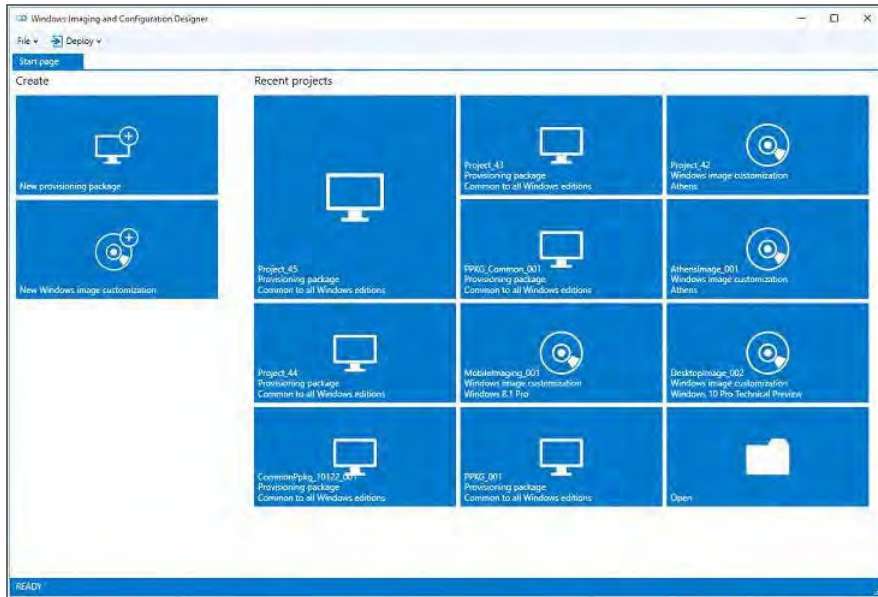 Windows Imaging and Configuration Designer
File
Deploy
Start page
Create
Recent projects
New provisioning package
New Windows image customization
Project_45
Provisioning package
Common to all Windows editions
Project_43
Provisioning package
Common to all Windows editions
Project_42
Windows image customization
Athens
PPKG_Common_001
Provisioning package
Common to all Windows editions
AthensImage_001
Windows image customization
Athens
Project_44
Provisioning package
Common to all Windows editions
MobileImaging_001
Windows image customization
Windows 8.1 Pro
DesktopImage_002
Windows image customization
Windows 10 Pro Technical Preview
CommonPpkg_10122_001
Provisioning package
Common to all Windows editions
PPKG_001
Provisioning package
Common to all Windows editions
Open
READY